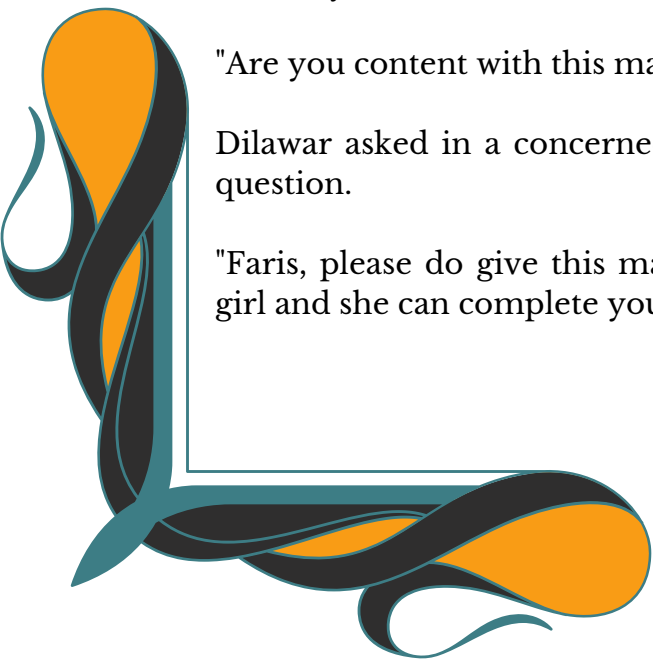 "Are you content with this ma
Dilawar asked in a concerne
question.
"Faris, please do give this ma
girl and she can complete you